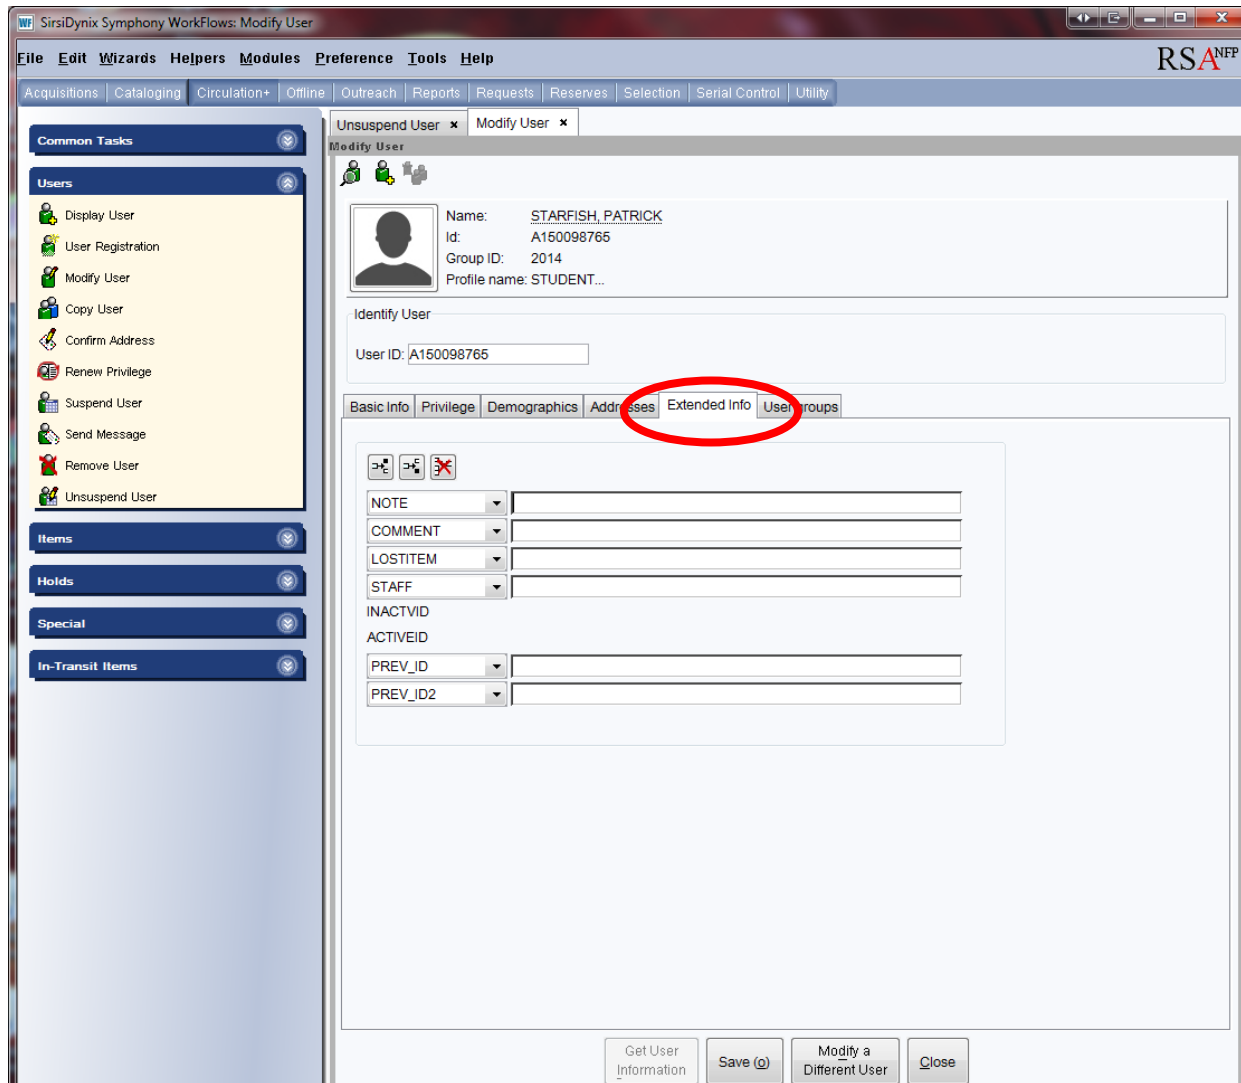 WF SirsiDynix Symphony WorkFlows: Modify User
File Edit Wizards Helpers Modules Preference Tools Help
RSANFP
Acquisitions Cataloging Circulation+ Offline Outreach Reports Requests Reserves Selection Serial Control Utility
Common Tasks
Users
Display User
User Registration
Modify User
Copy User
Confirm Address
Renew Privilege
Suspend User
Send Message
Remove User
Unsuspend User
Items
Holds
Special
In-Transit Items
Unsuspend User Modify User
Modify User
Name: STARFISH, PATRICK
Id: A150098765
Group ID: 2014
Profile name: STUDENT...
Identify User
User ID: A150098765
Basic Info Privilege Demographics Addresses Extended Info User groups
NOTE
COMMENT
LOSTITEM
STAFF
INACTVID
ACTIVEID
PREV_ID
PREV_ID2
Get User Information
Save (o)
Modify a Different User
Close